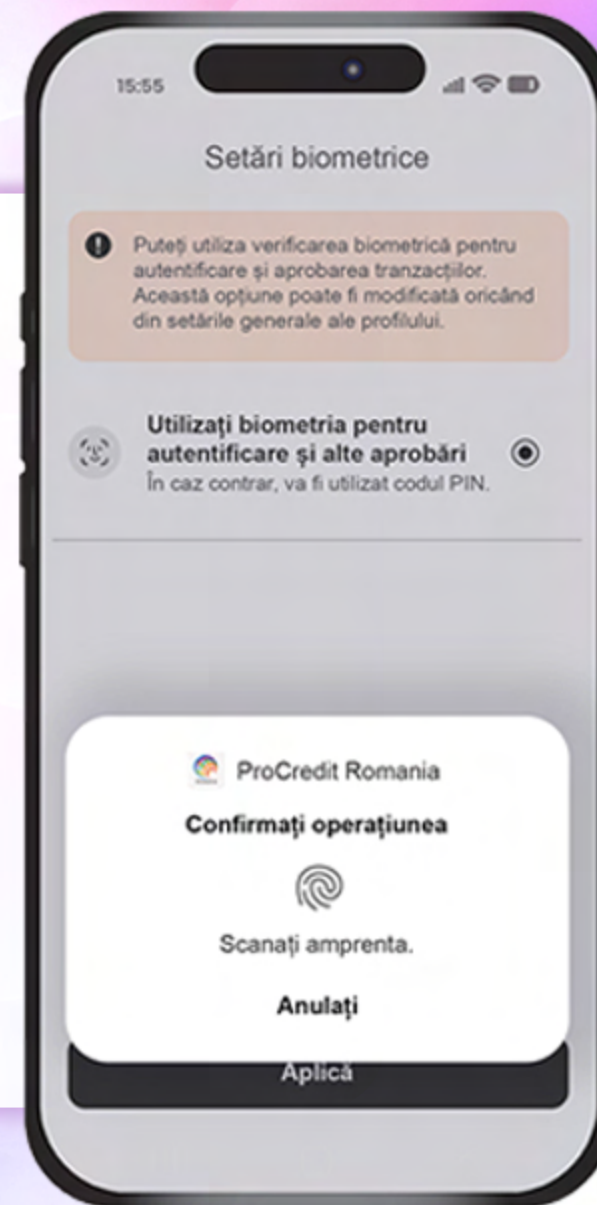 15:55
Setări biometrice
Puteți utiliza verificarea biometrică pentru
autentificare și aprobarea tranzacțiilor.
Această opțiune poate fi modificată oricând
din setările generale ale profilului.
Utilizați biometria pentru
autentificare și alte aprobări
În caz contrar, va fi utilizat codul PIN.
ProCredit Romania
Confirmați operațiunea
Scanați amprenta.
Anulați
Aplică